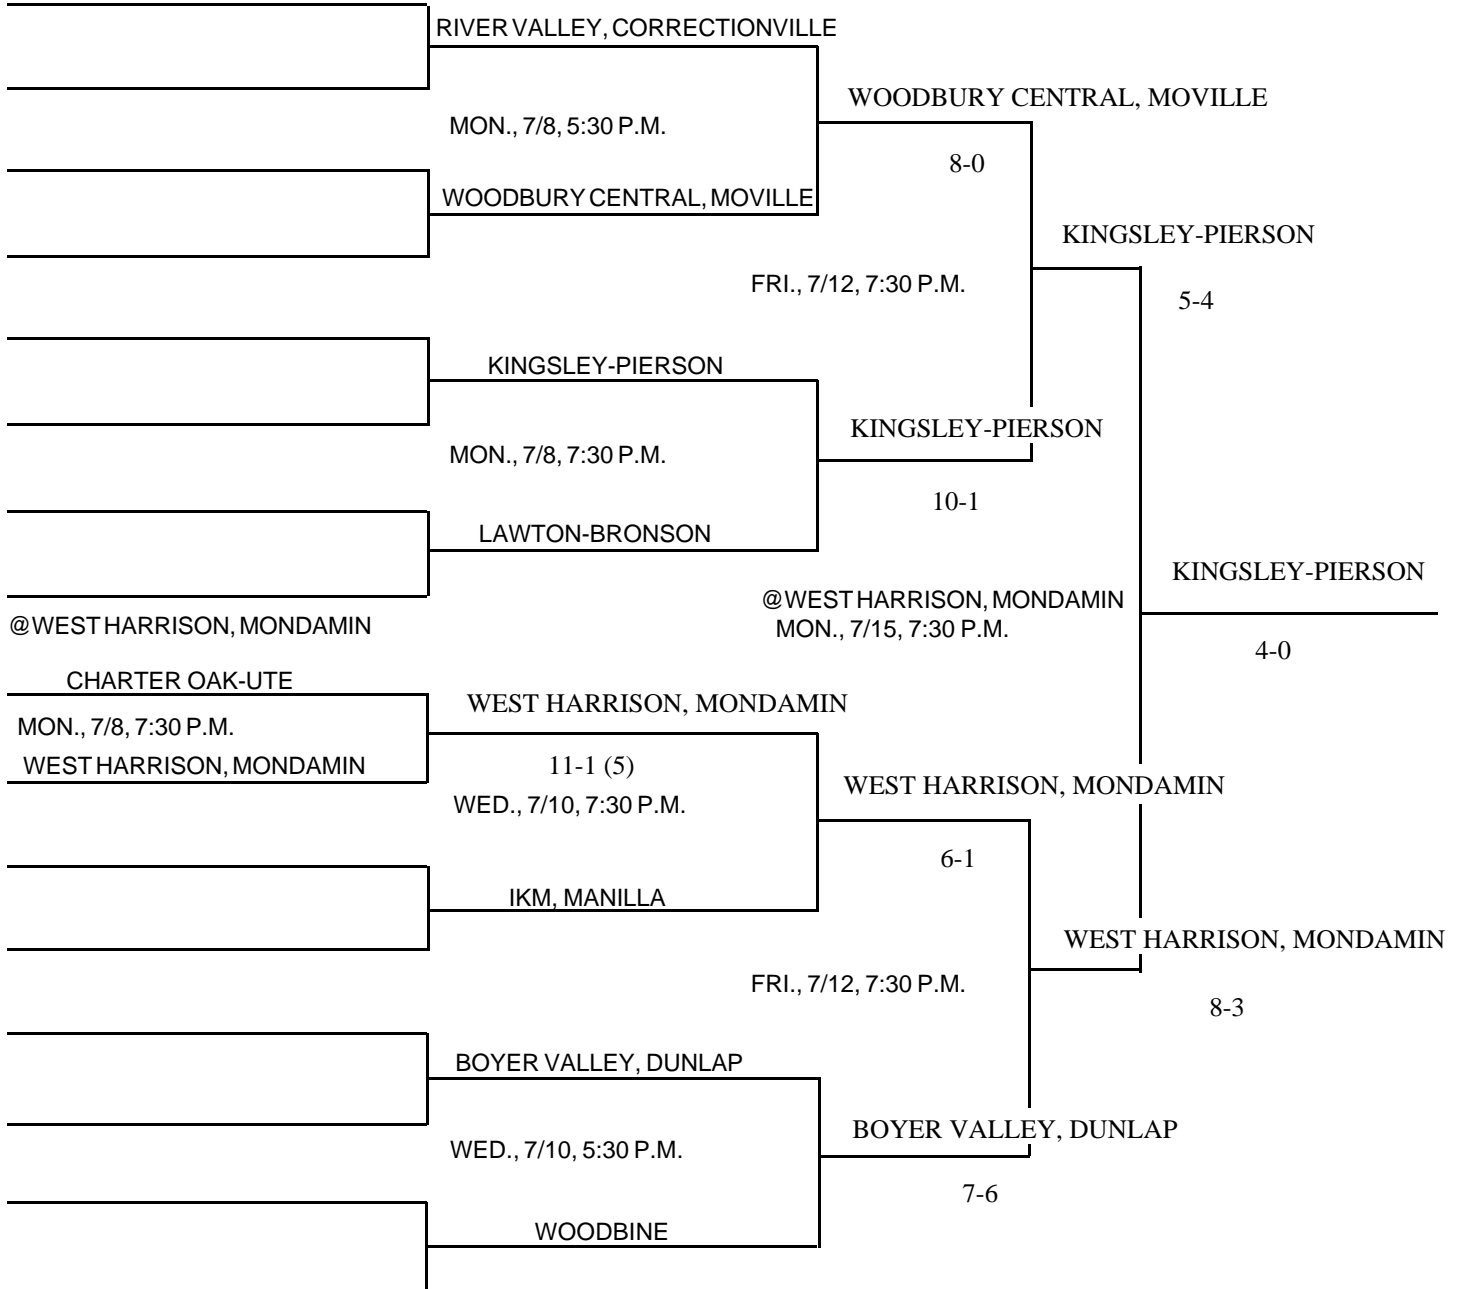 RIVER VALLEY, CORRECTIONVILLE
WOODBURY CENTRAL, MOVILLE
MON., 7/8, 5:30 P.M.
8-0
WOODBURY CENTRAL, MOVILLE
KINGSLEY-PIERSON
FRI., 7/12, 7:30 P.M.
5-4
KINGSLEY-PIERSON
KINGSLEY-PIERSON
MON., 7/8, 7:30 P.M.
10-1
LAWTON-BRONSON
KINGSLEY-PIERSON
@WEST HARRISON, MONDAMIN
@WEST HARRISON, MONDAMIN
MON., 7/15, 7:30 P.M.
4-0
CHARTER OAK-UTE
WEST HARRISON, MONDAMIN
MON., 7/8, 7:30 P.M.
WEST HARRISON, MONDAMIN
11-1 (5)
WEST HARRISON, MONDAMIN
WED., 7/10, 7:30 P.M.
6-1
IKM, MANILLA
WEST HARRISON, MONDAMIN
FRI., 7/12, 7:30 P.M.
8-3
BOYER VALLEY, DUNLAP
BOYER VALLEY, DUNLAP
WED., 7/10, 5:30 P.M.
7-6
WOODBINE